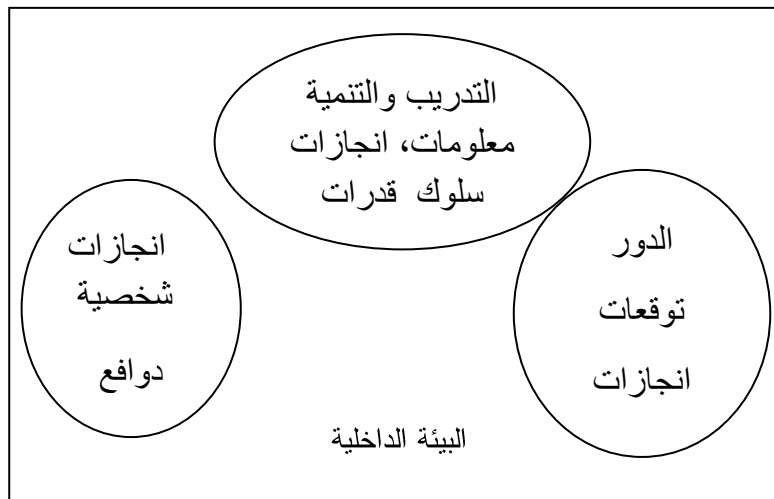 التدريب والتنمية
معلومات، انجازات
سلوك قدرات
الدور
توقعات
انجازات
انجازات
شخصية
دوافع
البيئة الداخلية